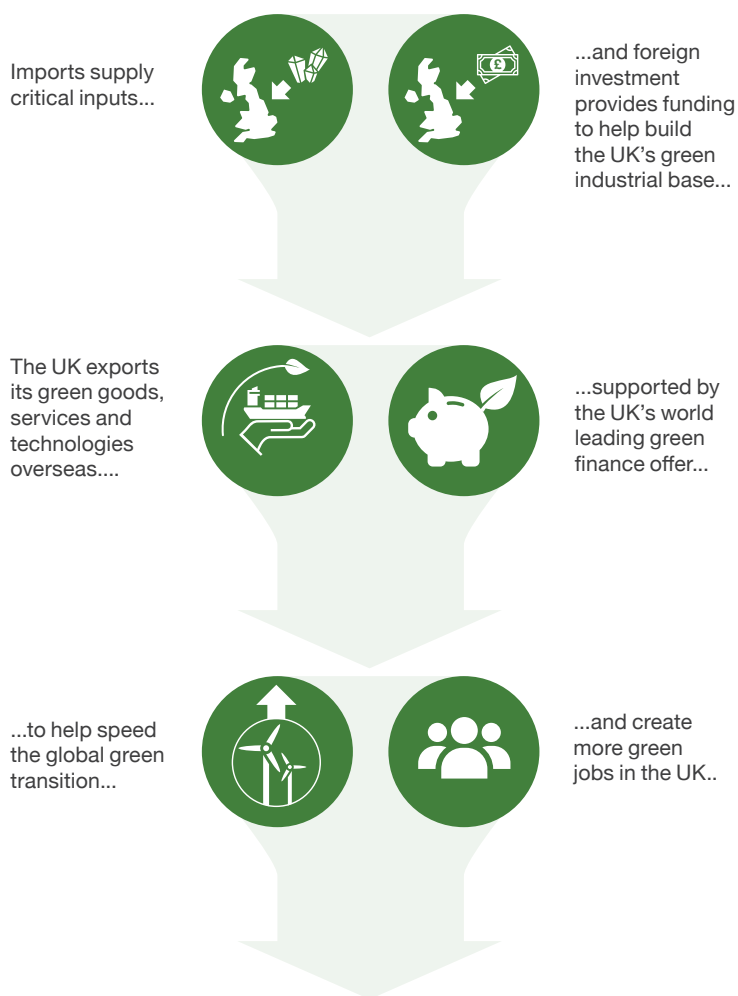 Imports supply
critical inputs...
...and foreign
investment
provides funding
to help build
the UK's green
industrial base...
£
The UK exports
its green goods,
services and
technologies
overseas....
...supported by
the UK's world
leading green
finance offer...
...to help speed
the global green
transition...
...and create
more green
jobs in the UK..